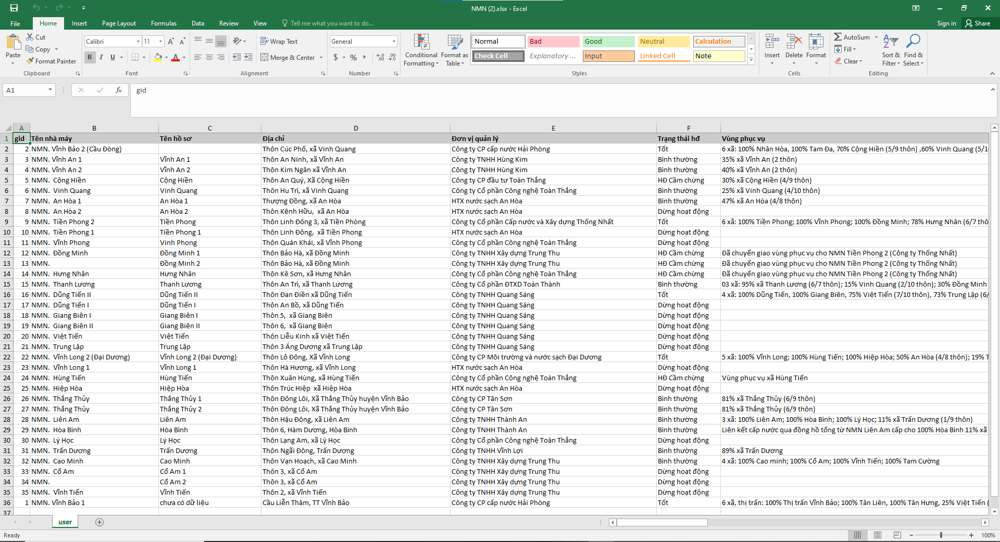 NMN (2).xlsx - Excel
File Home Insert Page Layout Formulas Data Review View Tell me what you want to do... Sign in Share
Paste Cut Copy Format Painter Clipboard
Calibri 11 A A B I U A Font
Wrap Text Merge & Center Alignment
General $ % , Number
Conditional Formatting Format as Table
Normal Bad Good Neutral Calculation
Check Cell Explanatory ... Input Linked Cell Note
Styles
Insert Delete Format Cells
AutoSum Fill Clear Sort & Filter Find & Select Editing
A1 fx gid
A B C D E F
1 gid Tên nhà máy Tên hồ sơ Địa chỉ Đơn vị quản lý Trạng thái hđ Vùng phục vụ
2 2 NMN. Vĩnh Bảo 2 (Cầu Đòng) Thôn Cúc Phố, xã Vinh Quang Công ty CP cấp nước Hải Phòng Tốt 6 xã: 100% Nhân Hòa, 100% Tam Đa, 70% Cộng Hiền (5/9 thôn) ,60% Vinh Quang (5/1
3 3 NMN. Vĩnh An 1 Vĩnh An 1 Thôn An Ninh, xã Vĩnh An Công ty TNHH Hùng Kim Bình thường 35% xã Vĩnh An (2 thôn)
4 4 NMN. Vĩnh An 2 Vĩnh An 2 Thôn Kim Ngân xã Vĩnh An Công ty TNHH Hùng Kim Bình thường 40% xã Vĩnh An (2 thôn)
5 5 NMN.  Cộng Hiền Cộng Hiền Thôn An Quý, Xã Cộng Hiền Công ty CP đầu tư Toàn Thắng HĐ Cầm chừng 30% xã Cộng Hiền (4/9 thôn)
6 6 NMN.  Vinh Quang Vinh Quang Thôn Hu Trì, xã Vinh Quang Công ty Cổ phần Công nghệ Toàn Thắng Bình thường 25% xã Vinh Quang (4/10 thôn)
7 7 NMN.  An Hòa 1 An Hòa 1 Thượng Đồng, xã An Hòa HTX nước sạch An Hòa Bình thường 47% xã An Hòa (4/8 thôn)
8 8 NMN.  An Hòa 2 An Hòa 2 Thôn Kênh Hữu,  xã An Hòa HTX nước sạch An Hòa Dừng hoạt động
9 9 NMN.  Tiền Phong 2 Tiền Phong Thôn Linh Đông 3, xã Tiền Phòng Công ty Cổ phần Cấp nước và Xây dựng Thống Nhất Tốt 6 xã: 100% Tiền Phong; 100% Vĩnh Phong; 100% Đồng Minh; 78% Hưng Nhân (6/7 thô
10 10 NMN.  Tiền Phong 1 Tiền Phong 1 Thôn Linh Đông,  xã Tiền Phong HTX nước sạch An Hòa Dừng hoạt động
11 11 NMN.  Vĩnh Phong Vinh Phong Thôn Quán Khái, xã Vĩnh Phong Công ty Cổ phần Công nghệ Toàn Thắng Dừng hoạt động
12 12 NMN.  Đồng Minh Đồng Minh 1 Thôn Bảo Hà, xã Đồng Minh Công ty TNHH Xây dựng Trung Thu HĐ Cầm chừng Đã chuyển giao vùng phục vụ cho NMN Tiền Phong 2 (Công ty Thống Nhất)
13 13 NMN. Đồng Minh 2 Thôn Bảo Hà, xã Đồng Minh Công ty TNHH Xây dựng Trung Thu HĐ Cầm chừng Đã chuyển giao vùng phục vụ cho NMN Tiền Phong 2 (Công ty Thống Nhất)
14 14 NMN.  Hưng Nhân Hưng Nhân Thôn Kê Sơn, xã Hưng Nhân Công ty Cổ phần Công nghệ Toàn Thắng HĐ Cầm chừng Đã chuyển giao vùng phục vụ cho NMN Tiền Phong 2 (Công ty Thống Nhất)
15 15 NMN.  Thanh Lương Thanh Lương Thôn An Trì, xã Thanh Lương Công ty Cổ phần ĐTXD Toàn Thành Bình thường 03 xã: 95% xã Thanh Lương (6/7 thôn); 15% Vinh Quang (2/10 thôn); 30% Đồng Minh
16 16 NMN.  Dũng Tiến II Dũng Tiến II Thôn Đan Điền xã Dũng Tiến Công ty TNHH Quang Sáng Tốt 4 xã: 100% Dũng Tiến, 100% Giang Biên, 75% Việt Tiến (7/10 thôn), 73% Trung Lập (6/
17 17 NMN.  Dũng Tiến I Dũng Tiến I Thôn An Bồ, xã Dũng Tiến Công ty TNHH Quang Sáng Dừng hoạt động
18 18 NMN.  Giang Biên I Giang Biên I Thôn 5,  xã Giang Biên Công ty TNHH Quang Sáng Dừng hoạt động
19 19 NMN.  Giang Biên II Giang Biên II Thôn 6,  xã Giang Biên Công ty TNHH Quang Sáng Dừng hoạt động
20 20 NMN.  Việt Tiến Việt Tiến Thôn Liễu Kinh xã Việt Tiến Công ty TNHH Quang Sáng Dừng hoạt động
21 21 NMN.  Trung Lập Trung Lập Thôn 3 Áng Dương xã Trung Lập Công ty TNHH Quang Sáng Dừng hoạt động
22 22 NMN.  Vĩnh Long 2 (Đại Dương) Vĩnh Long 2 (Đại Dương) Thôn Lô Đông, Xã Vĩnh Long Công ty CP Môi trường và nước sạch Đại Dương Tốt 5 xã: 100% Vĩnh Long; 100% Hùng Tiến; 100% Hiệp Hòa; 50% An Hòa (4/8 thôn); 19% T
23 23 NMN.  Vĩnh Long 1 Vĩnh Long 1 Thôn Hà Hương, xã Vĩnh Long HTX nước sạch An Hòa Dừng hoạt động
24 24 NMN.  Hùng Tiến Hùng Tiến Thôn Xuân Hùng, xã Hùng Tiến Công ty Cổ phần Công nghệ Toàn Thắng HĐ Cầm chừng Vùng phục vụ xã Hùng Tiến
25 25 NMN.  Hiệp Hòa Hiệp Hòa Thôn Trúc Hiệp  xã Hiệp Hòa HTX nước sạch An Hòa Dừng hoạt động
26 26 NMN.  Thắng Thủy Thắng Thủy 1 Thôn Đông Lôi, Xã Thắng Thủy huyện Vĩnh Bảo Công ty CP Tân Sơn Bình thường 81% xã Thắng Thủy (6/9 thôn)
27 27 NMN.  Thắng Thủy Thắng Thủy 2 Thôn Đông Lôi, Xã Thắng Thủy huyện Vĩnh Bảo Công ty CP Tân Sơn Bình thường 81% xã Thắng Thủy (6/9 thôn)
28 28 NMN.  Liên Am Liên Am Thôn Hậu Đông, xã Liên Am Công ty TNHH Thành An Bình thường 3 xã: 100% Liên Am; 100% Hòa Bình; 100% Lý Học; 11% xã Trấn Dương (1/9 thôn)
29 29 NMN.  Hòa Bình Hòa Bình Thôn 6, Hàm Dương, Hòa Bình Công ty TNHH Thành An Bình thường Liên kết cấp nước qua đồng hồ tổng từ NMN Liên Am cấp cho 100% Hòa Bình 11% xã
30 30 NMN.  Lý Học Lý Học Thôn Lạng Am, xã Lý Học Công ty Cổ phần Công nghệ Toàn Thắng Dừng hoạt động
31 31 NMN.  Trấn Dương Trấn Dương Thôn Ngãi Đông, Trấn Dương Công ty TNHH Vĩnh Lợi Bình thường 89% xã Trấn Dương
32 32 NMN.  Cao Minh Cao Minh Thôn Vạn Hoạch, xã Cao Minh Công ty TNHH Xây dựng Trung Thu Bình thường 4 xã: 100% Cao minh; 100% Cổ Am; 100% Vĩnh Tiến; 100% Tam Cường
33 33 NMN.  Cổ Am Cổ Am 1 Thôn 3, xã Cổ Am Công ty TNHH Xây dựng Trung Thu Dừng hoạt động
34 34 NMN. Cổ Am 2 Thôn 3, xã Cổ Am Công ty TNHH Xây dựng Trung Thu Dừng hoạt động
35 35 NMN.  Vĩnh Tiến Vĩnh Tiến Thôn 2, xã Vĩnh Tiến Công ty TNHH Xây dựng Trung Thu Dừng hoạt động
36 1 NMN. Vĩnh Bảo 1 chưa có dữ liệu Cầu Liễn Thâm, TT Vĩnh Bảo Công ty CP cấp nước Hải Phòng Tốt 6 xã, thị trấn: 100% Thị trấn Vĩnh Bảo; 100% Tân Liên, 100% Tân Hưng, 25% Việt Tiến (
37
user
Ready 100%